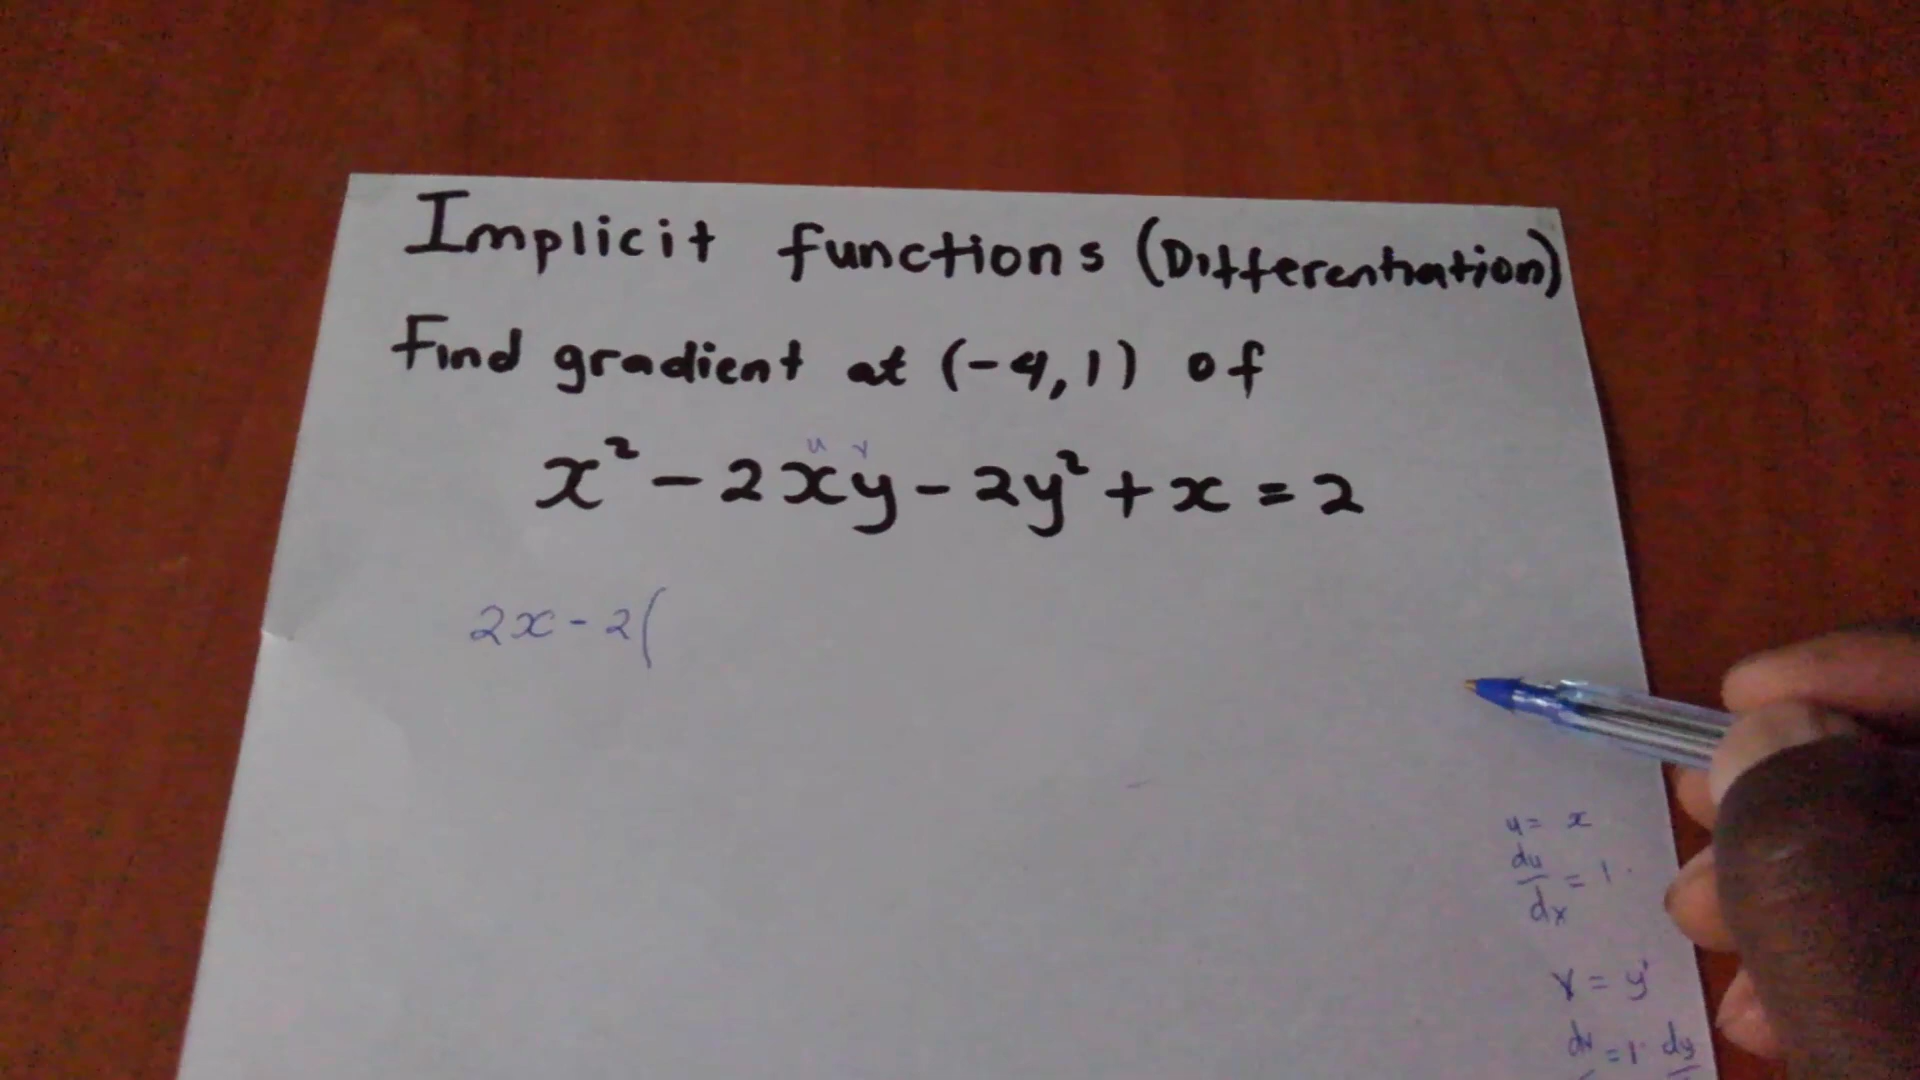 Implicit functions (Differentiation)
Find gradient at (-4,1) of
u v
x² - 2xy - 2y² + x = 2
2x - 2(
u = x
du/dx = 1
v = y
dv = 1 dy